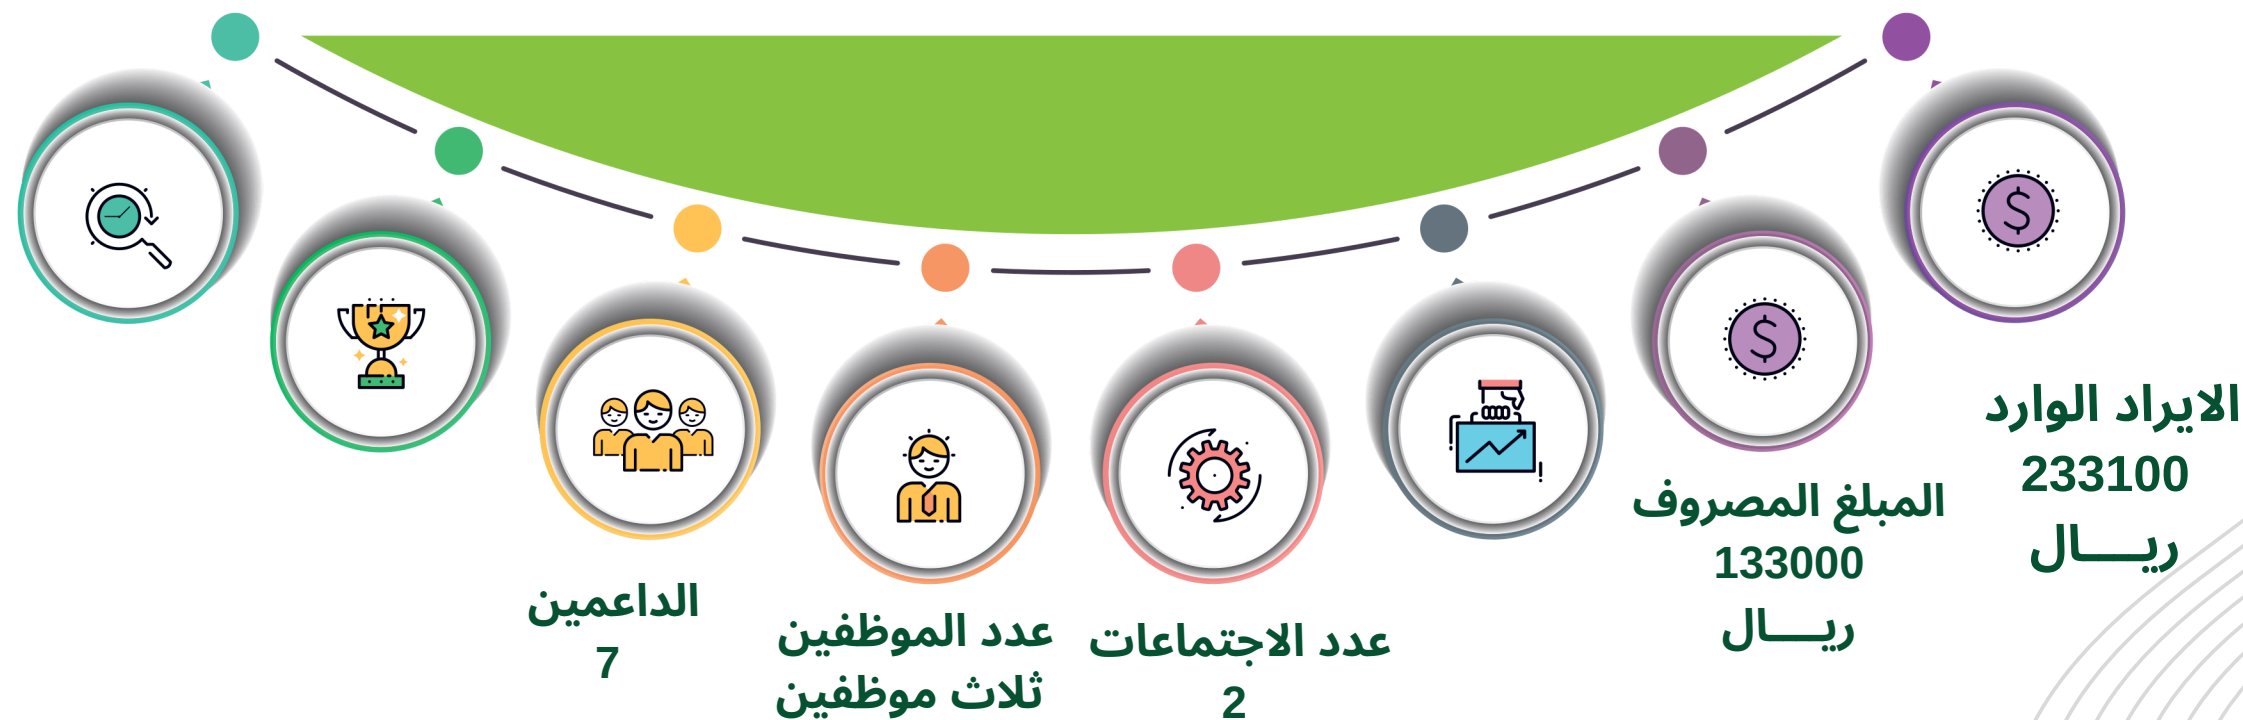 الايراد الوارد
233100
ريـــال
المبلغ المصروف
133000
ريـــال
عدد الاجتماعات
2
عدد الموظفين
ثلاث موظفين
الداعمين
7